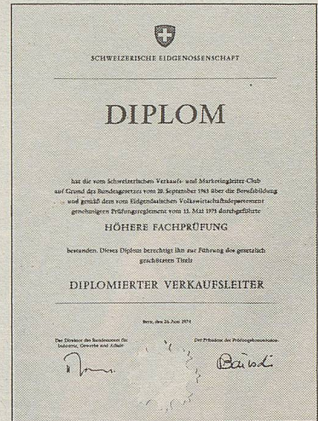 SCHWEIZERISCHE EIDGENOSSENSCHAFT
DIPLOM
hat die vom Schweizerischen Verkaufs- und Marketingleiter-Club
auf Grund des Bundesgesetzes vom 20. September 1963 über die Berufsbildung
und gemäß dem vom Eidgenössischen Volkswirtschaftsdepartement
genehmigten Prüfungsreglement vom 13. Mai 1971 durchgeführte
HÖHERE FACHPRÜFUNG
bestanden. Dieses Diplom berechtigt ihn zur Führung des gesetzlich
geschützten Titels
DIPLOMIERTER VERKAUFSLEITER
Bern, den 26. Juni 1974
Der Direktor des Bundesamtes für
Industrie, Gewerbe und Arbeit
Der Präsident der Prüfungskommission